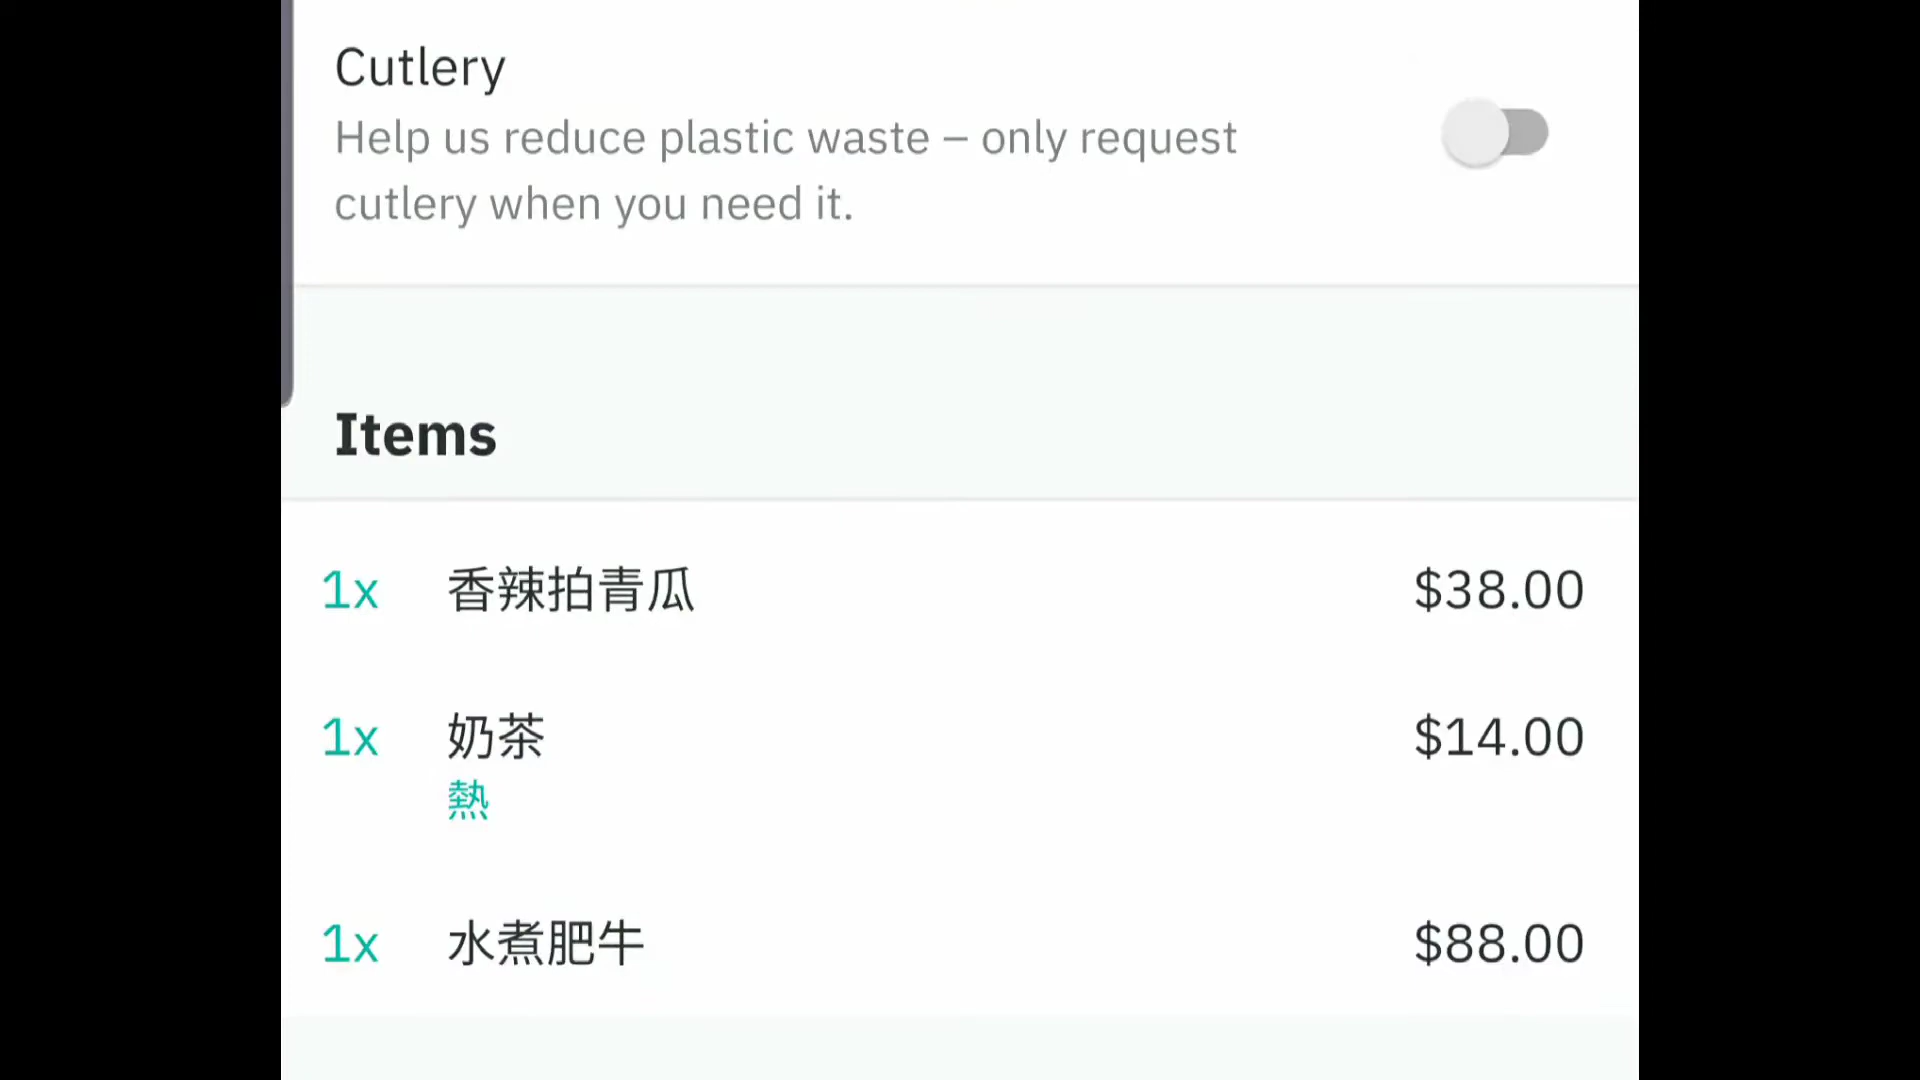 Cutlery
Help us reduce plastic waste – only request
cutlery when you need it.
Items
1x 香辣拍青瓜 $38.00
1x 奶茶 $14.00
熱
1x 水煮肥牛 $88.00